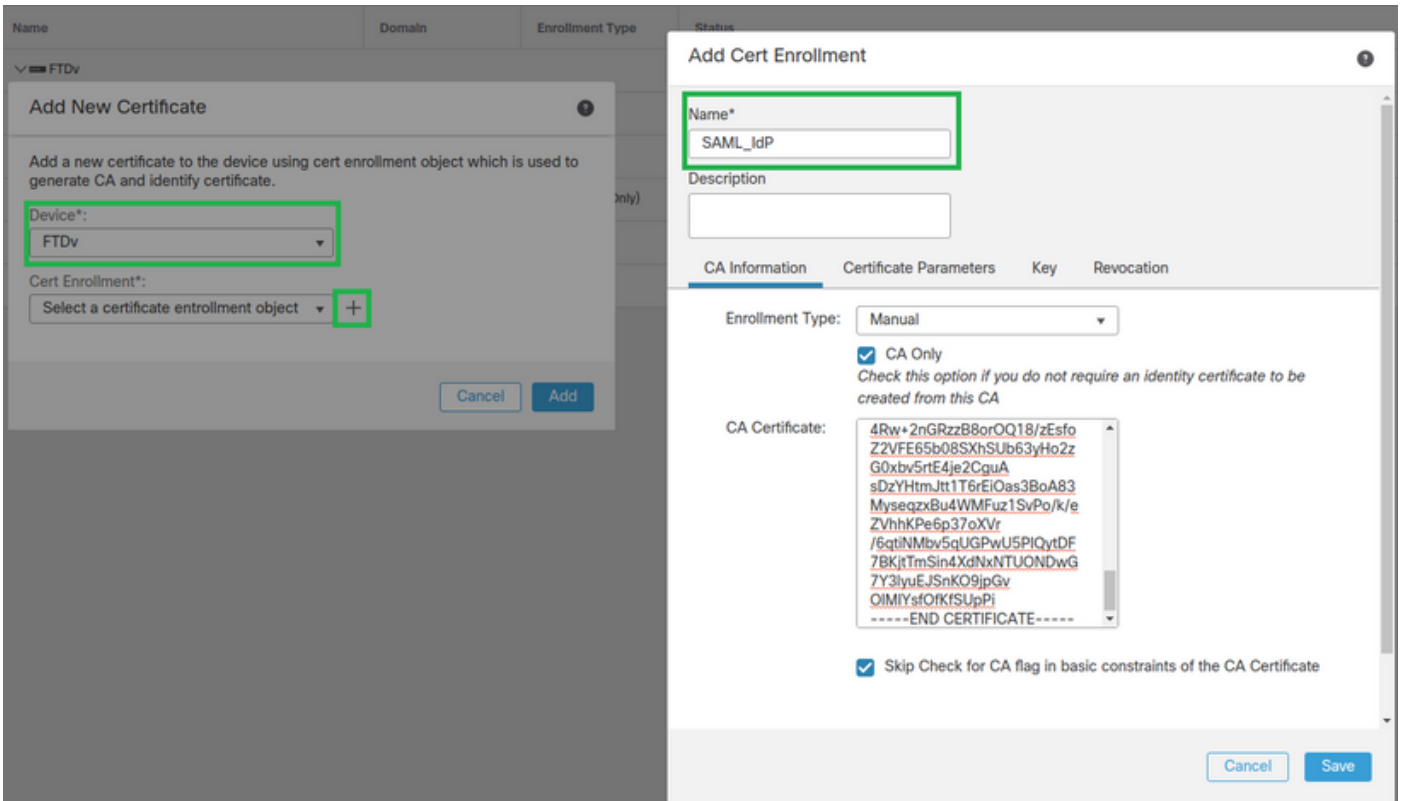 Name Domain Enrollment Type Status
FTDv
Add New Certificate
Add a new certificate to the device using cert enrollment object which is used to
generate CA and identify certificate.
Device*:
FTDv
Cert Enrollment*:
Select a certificate entrollment object
+
Cancel Add
Only)
Add Cert Enrollment
?
Name*
SAML_IdP
Description
CA Information Certificate Parameters Key Revocation
Enrollment Type: Manual
CA Only
Check this option if you do not require an identity certificate to be
created from this CA
CA Certificate:
4Rw+2nGRzzB8orOQ18/zEsfo
Z2VFE65b08SXhSUb63yHo2z
G0xbv5rtE4je2CguA
sDzYHtmJtt1T6rEiOas3BoA83
MyseqzxBu4WMFuz1SvPo/k/e
ZVhhKPe6p37oXVr
/6qtiNMbv5qUGPwU5PIQytDF
7BKjtTmSin4XdNxNTUONDwG
7Y3lyuEJSnKO9jpGv
OIMIYsfOfKfSUpPi
-----END CERTIFICATE-----
Skip Check for CA flag in basic constraints of the CA Certificate
Cancel Save